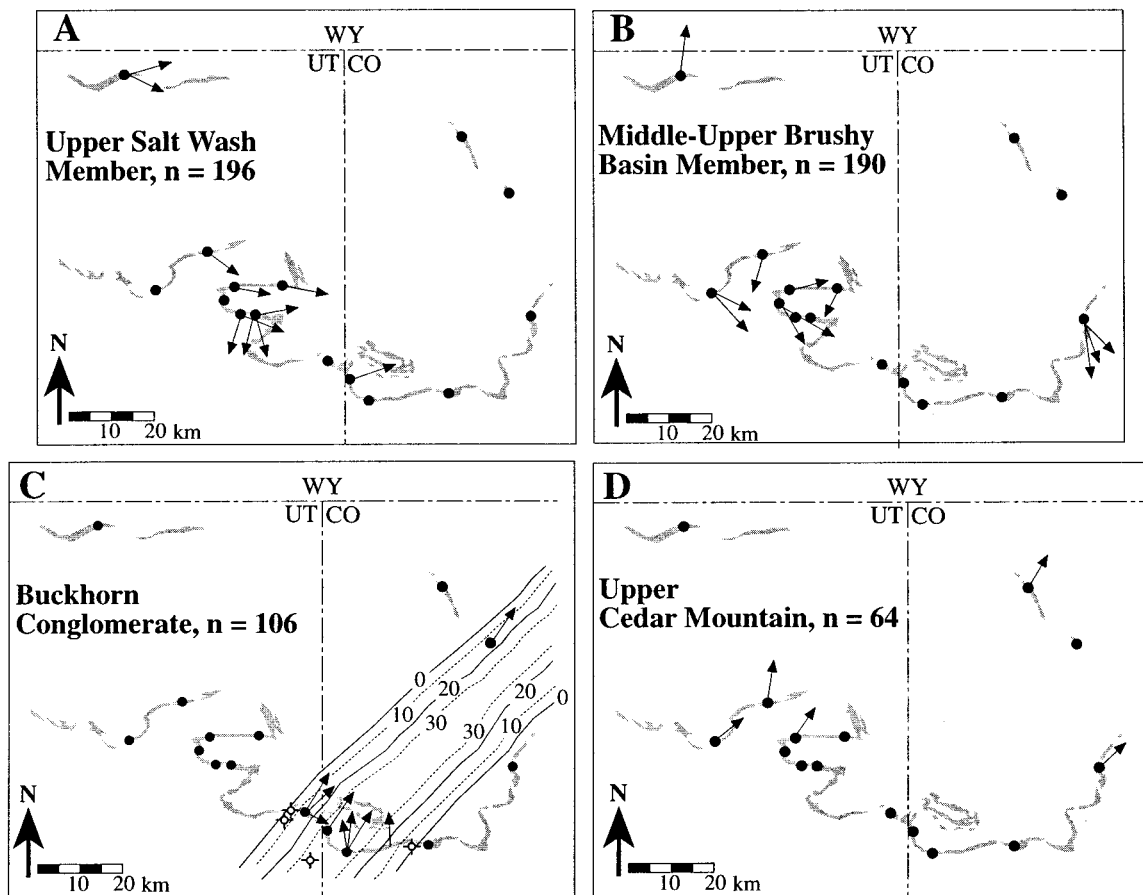 A
WY
UT CO
Upper Salt Wash
Member, n = 196
N
10 20 km
B
WY
UT CO
Middle-Upper Brushy
Basin Member, n = 190
N
10 20 km
C
WY
UT CO
Buckhorn
Conglomerate, n = 106
0
10
20
30
20
0
30
10
N
10 20 km
D
WY
UT CO
Upper
Cedar Mountain, n = 64
N
10 20 km